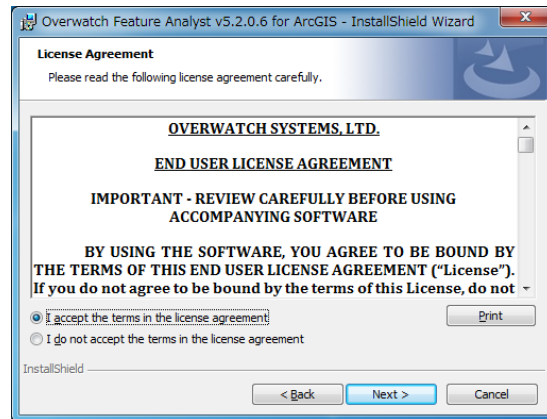 Overwatch Feature Analyst v5.2.0.6 for ArcGIS - InstallShield Wizard
License Agreement
Please read the following license agreement carefully.
OVERWATCH SYSTEMS, LTD.
END USER LICENSE AGREEMENT
IMPORTANT - REVIEW CAREFULLY BEFORE USING
ACCOMPANYING SOFTWARE
BY USING THE SOFTWARE, YOU AGREE TO BE BOUND BY
THE TERMS OF THIS END USER LICENSE AGREEMENT (“License”).
If you do not agree to be bound by the terms of this License, do not
I accept the terms in the license agreement
Print
I do not accept the terms in the license agreement
InstallShield
< Back Next > Cancel